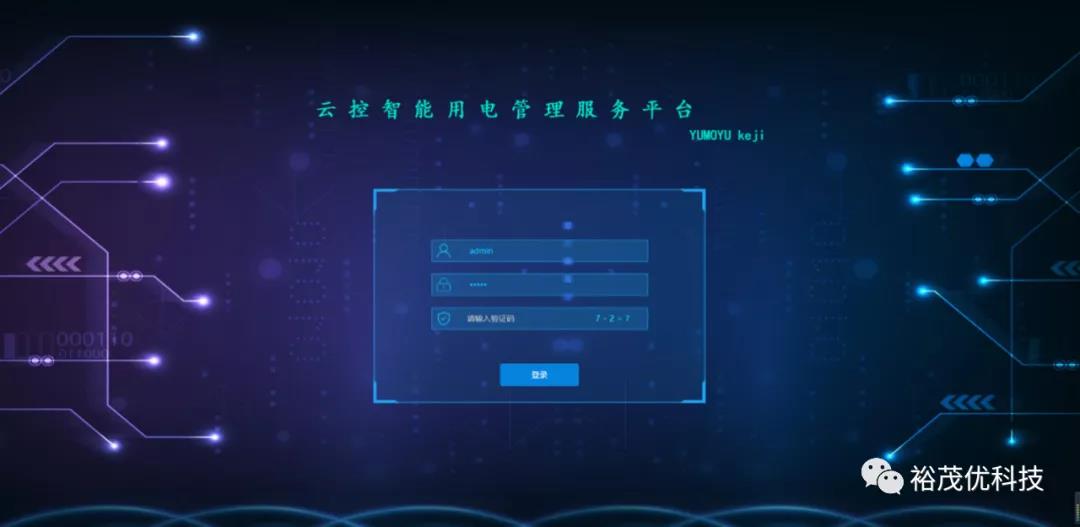 云控智能用电管理服务平台
YUMOYU keji
admin
*****
请输入验证码 7 - 2 = ?
登录
000110
000110
裕茂优科技